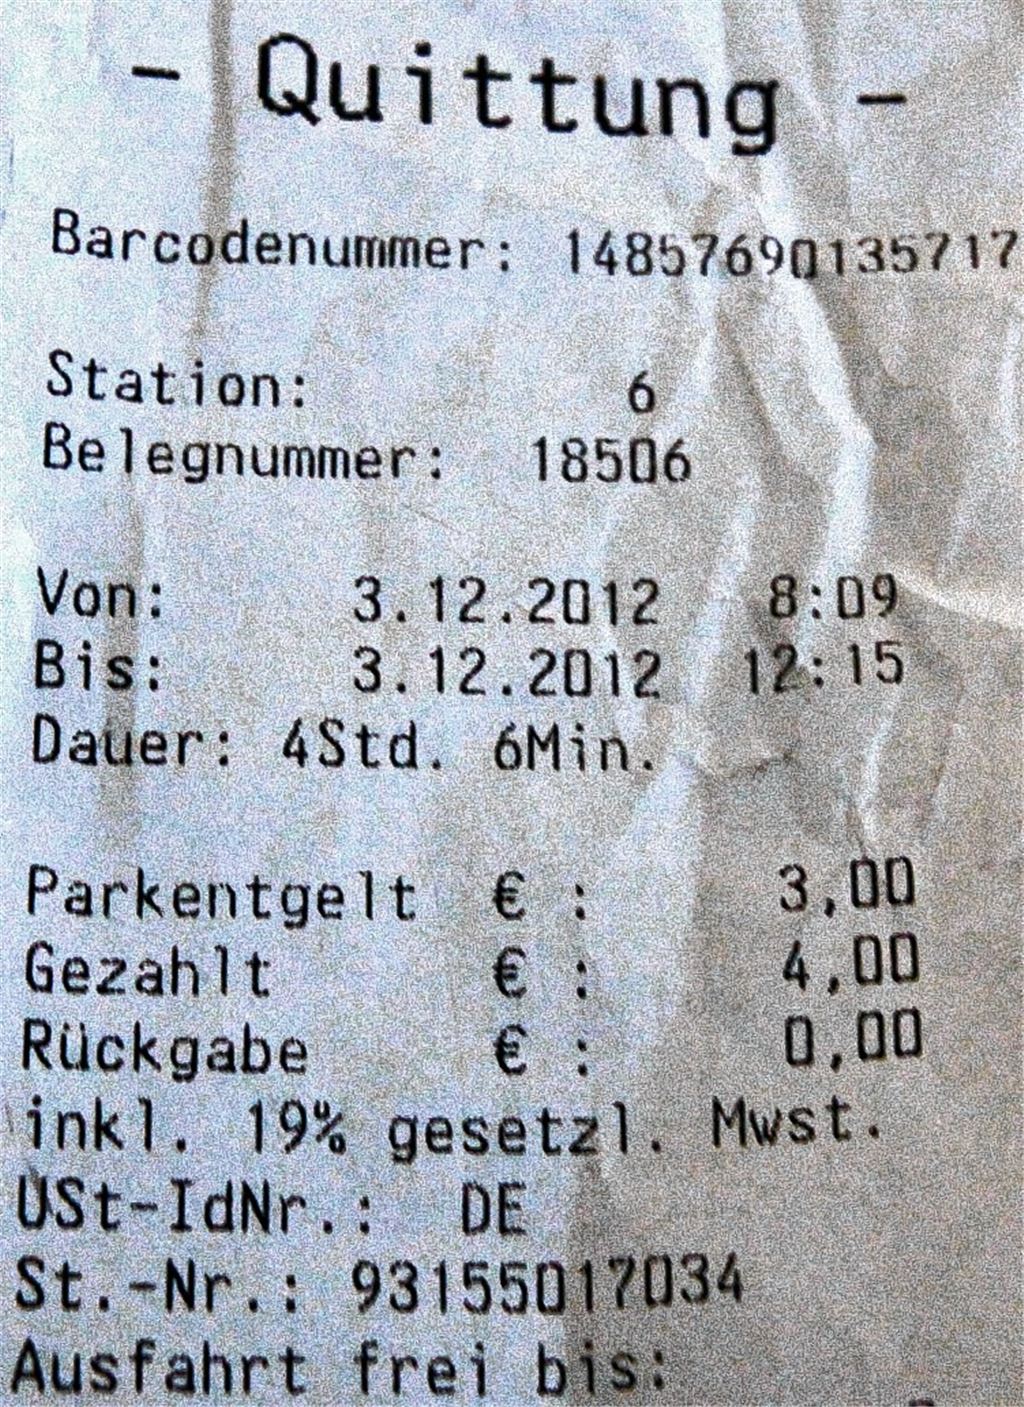 - Quittung -
Barcodenummer: 14857690135717
Station: 6
Belegnummer: 18506
Von: 3.12.2012 8:09
Bis: 3.12.2012 12:15
Dauer: 4Std. 6Min.
Parkentgelt € : 3,00
Gezahlt € : 4,00
Rückgabe € : 0,00
inkl. 19% gesetzl. Mwst.
USt-IdNr.: DE
St.-Nr.: 93155017034
Ausfahrt frei bis: